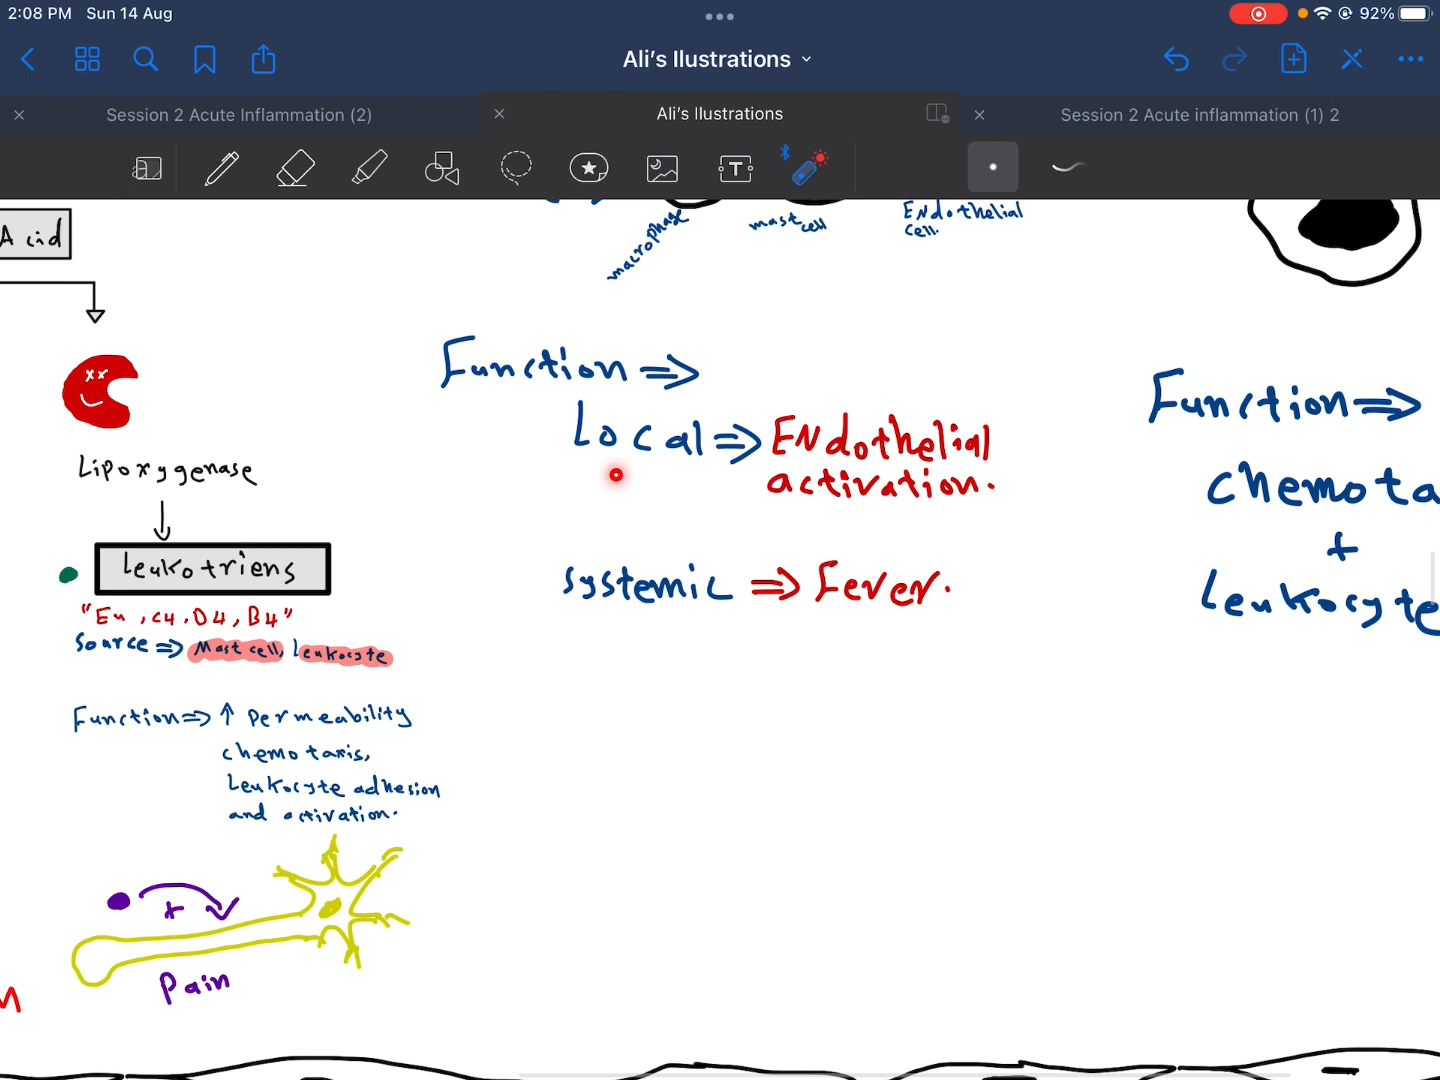 2:08 PM Sun 14 Aug
92%
Ali's Ilustrations
Session 2 Acute Inflammation (2)
Ali's Ilustrations
Session 2 Acute inflammation (1) 2
Acid
Lipoxygenase
Leukotriens
"E4, C4, D4, B4"
Source ⇒ Mast cell, Leukocyte
Function ⇒ ↑ Permeability
chemotaxis,
Leukocyte adhesion
and activation.
+
Pain
macrophage
mast cell
Endothelial
cell.
Function ⇒
Local ⇒ Endothelial
activation.
Systemic ⇒ Fever.
Function ⇒
chemota
+
Leukocyte